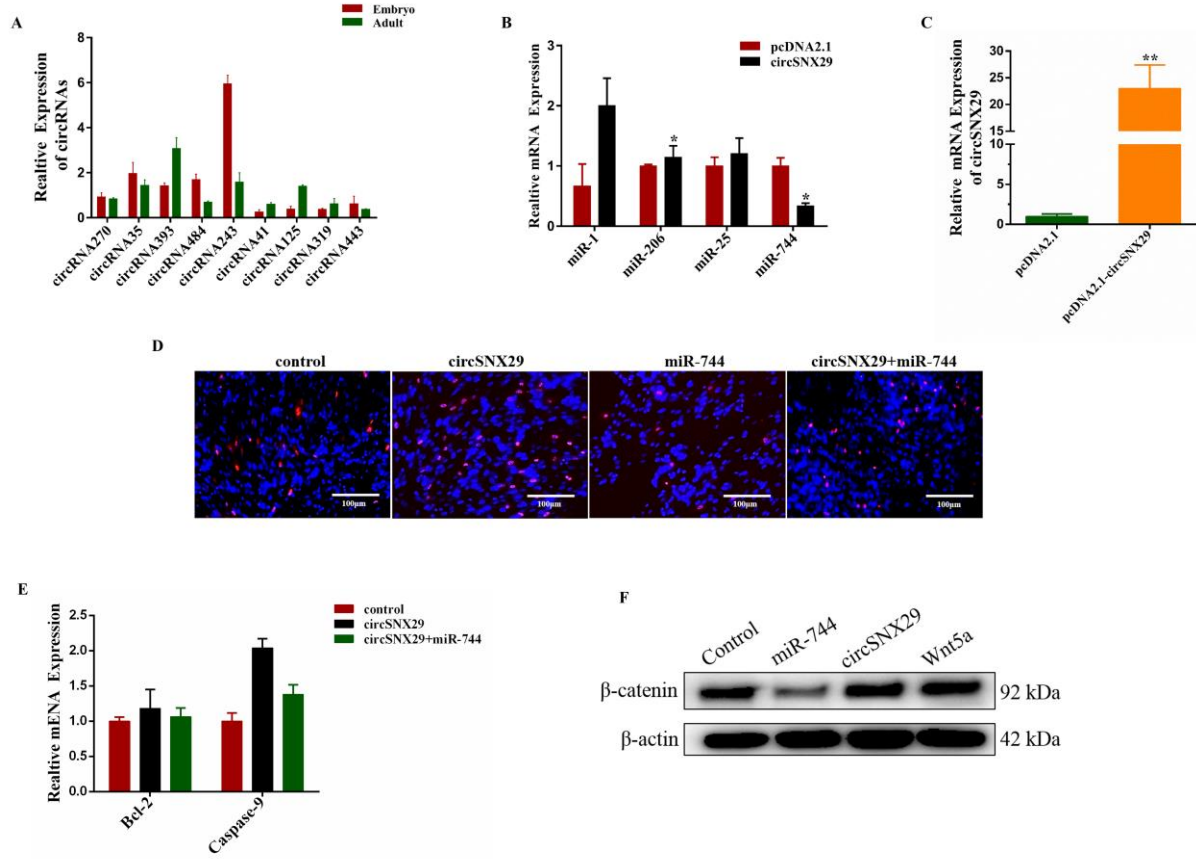 A
Embryo
Adult
Realtive Expression
of circRNAs
8
6
4
2
0
circRNA270
circRNA35
circRNA393
circRNA484
circRNA243
circRNA41
circRNA125
circRNA319
circRNA443
B
pcDNA2.1
circSNX29
Realtive mRNA Expression
3
2
1
0
*
*
miR-1
miR-206
miR-25
miR-744
C
Relative mRNA Expression
of circSNX29
30
25
20
15
10
5
0
**
pcDNA2.1
pcDNA2.1-circSNX29
D
control
circSNX29
miR-744
circSNX29+miR-744
100μm
100μm
100μm
100μm
E
control
circSNX29
circSNX29+miR-744
Realtive mENA Expression
2.5
2.0
1.5
1.0
0.5
0.0
Bcl-2
Caspase-9
F
Control
miR-744
circSNX29
Wnt5a
β-catenin
92 kDa
β-actin
42 kDa